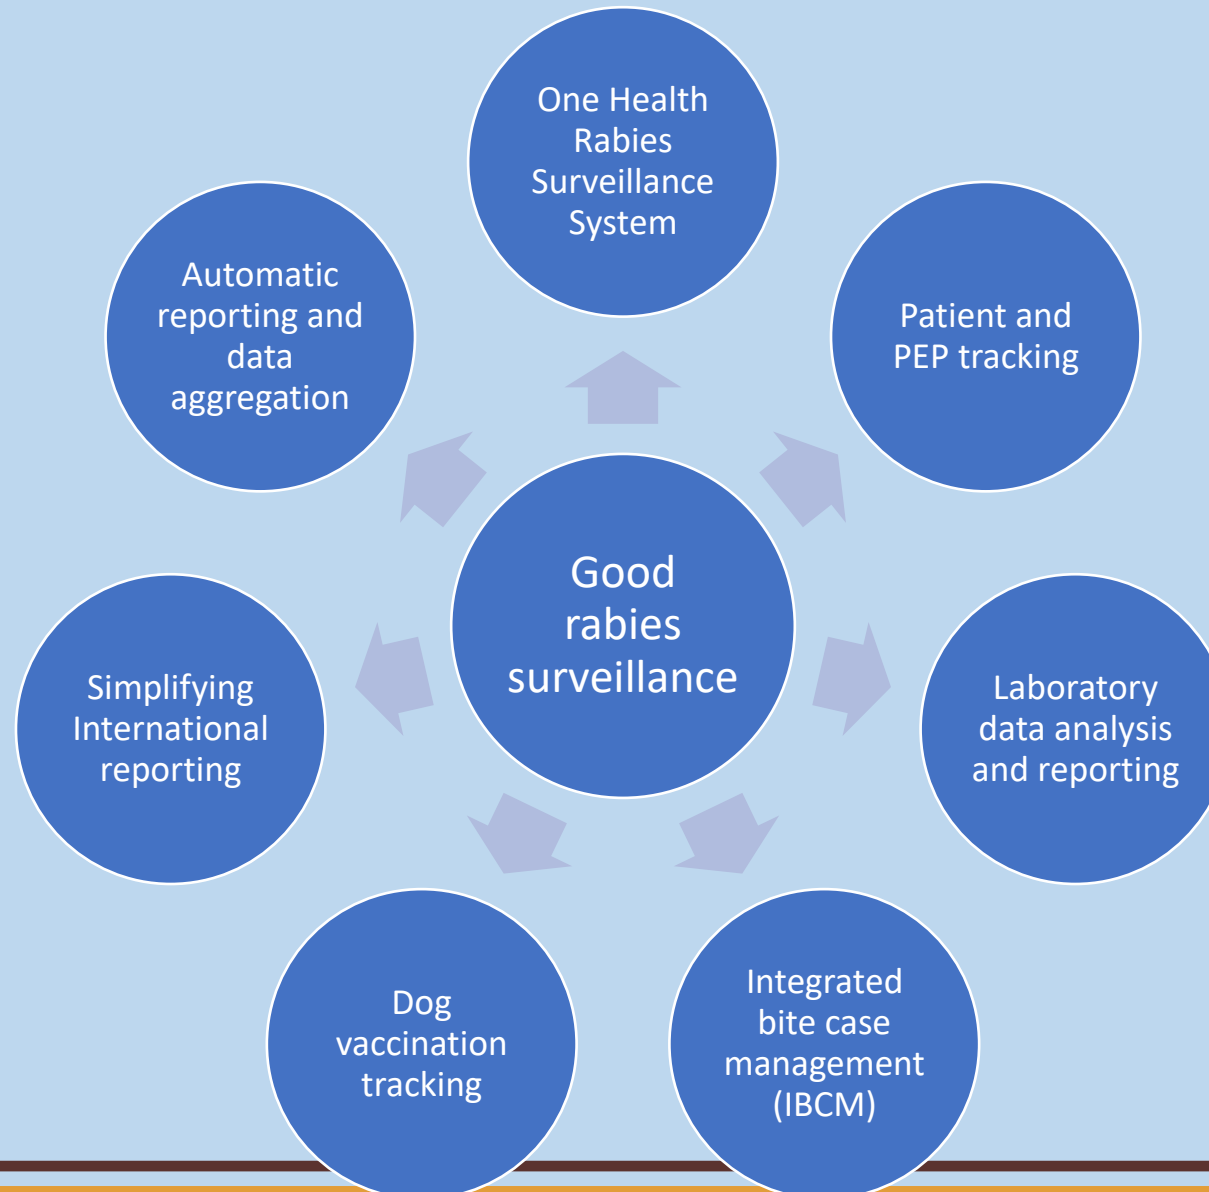 One Health
Rabies
Surveillance
System
Automatic
reporting and
data
aggregation
Patient and
PEP tracking
Good
rabies
surveillance
Simplifying
International
reporting
Laboratory
data analysis
and reporting
Dog
vaccination
tracking
Integrated
bite case
management
(IBCM)